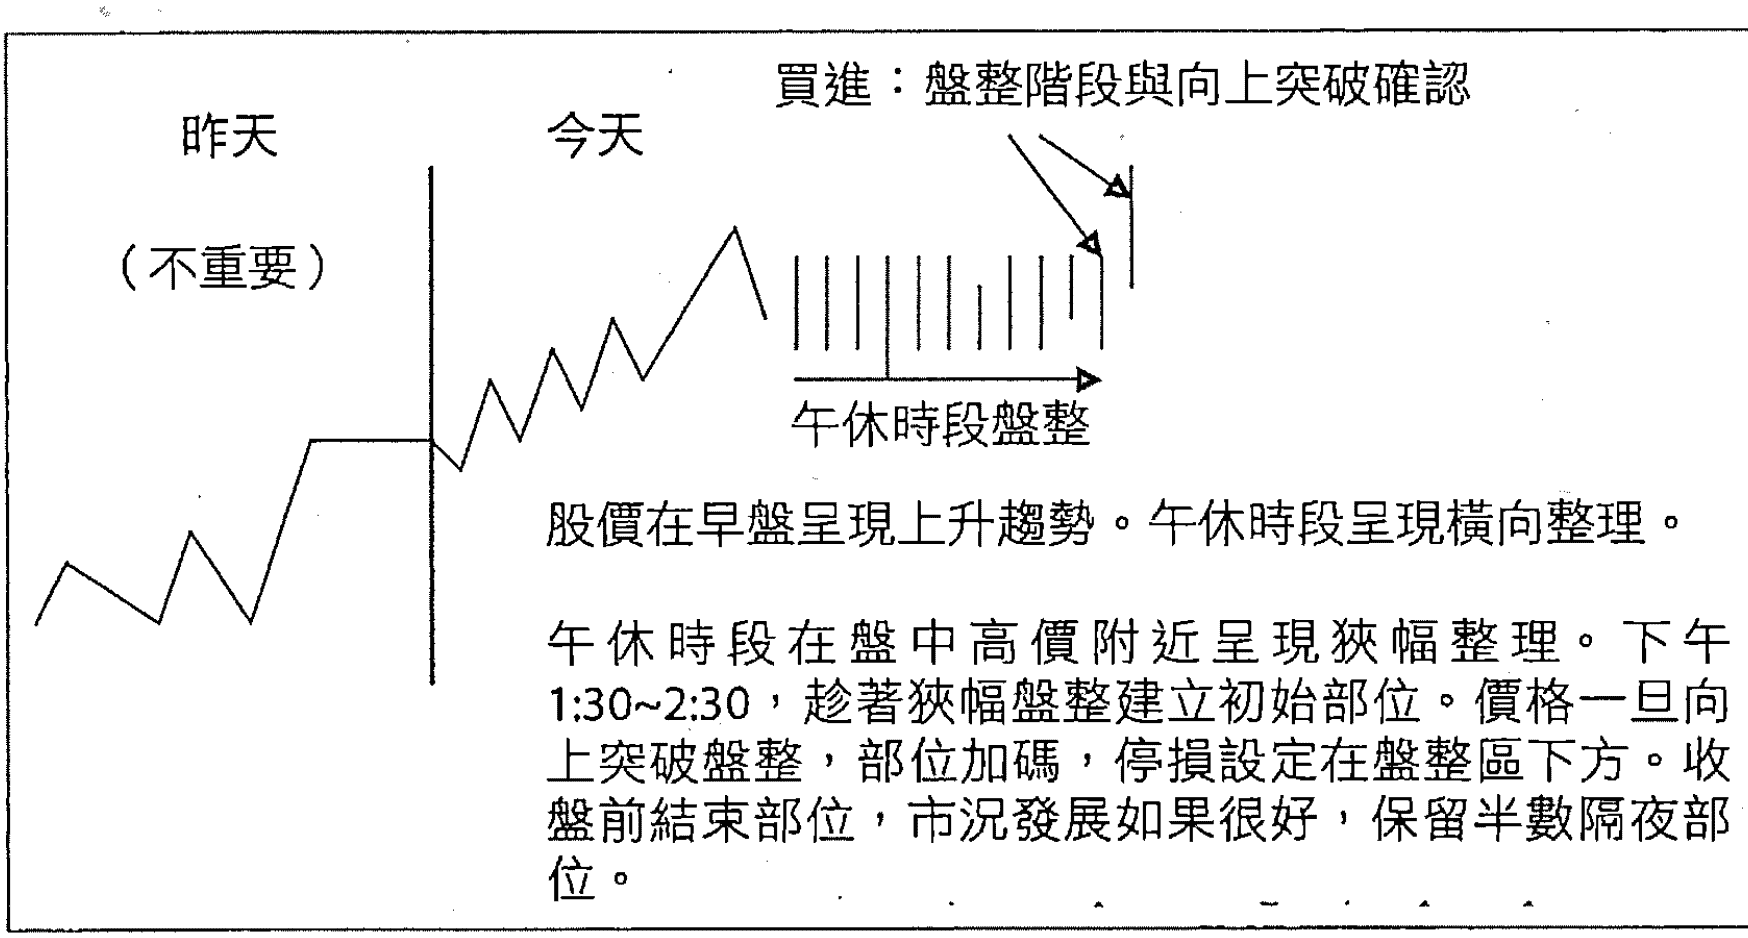 買進：盤整階段與向上突破確認
昨天
今天
（不重要）
午休時段盤整
股價在早盤呈現上升趨勢。午休時段呈現橫向整理。
午休時段在盤中高價附近呈現狹幅整理。下午
1:30~2:30，趁著狹幅盤整建立初始部位。價格一旦向
上突破盤整，部位加碼，停損設定在盤整區下方。收
盤前結束部位，市況發展如果很好，保留半數隔夜部
位。